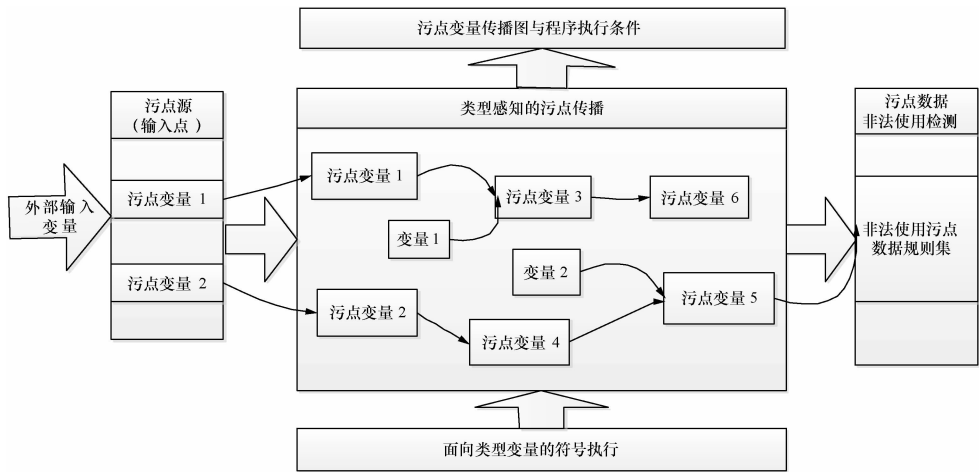 污点变量传播图与程序执行条件
污点源
（输入点）
类型感知的污点传播
污点数据
非法使用检测
外部输入
变量
污点变量 1
污点变量 2
污点变量 1
污点变量 3
污点变量 6
变量 1
变量 2
污点变量 2
污点变量 4
污点变量 5
非法使用污点
数据规则集
面向类型变量的符号执行